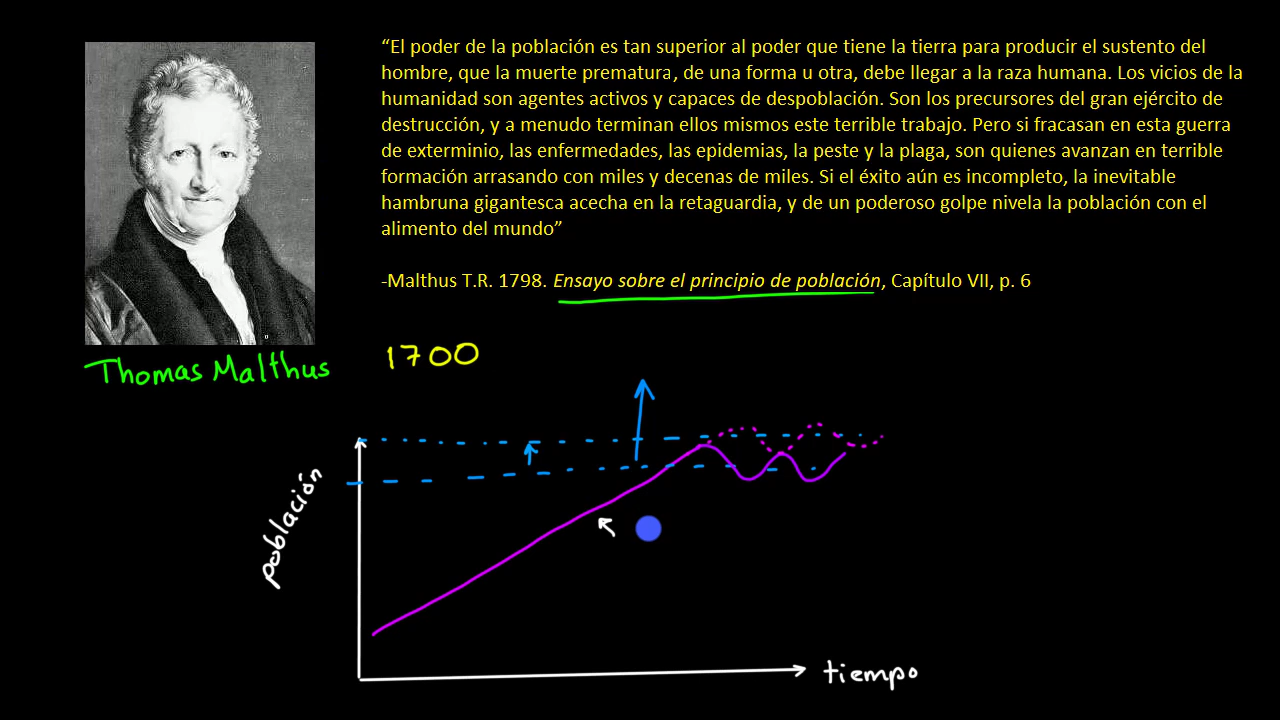 “El poder de la población es tan superior al poder que tiene la tierra para producir el sustento del
hombre, que la muerte prematura, de una forma u otra, debe llegar a la raza humana. Los vicios de la
humanidad son agentes activos y capaces de despoblación. Son los precursores del gran ejército de
destrucción, y a menudo terminan ellos mismos este terrible trabajo. Pero si fracasan en esta guerra
de exterminio, las enfermedades, las epidemias, la peste y la plaga, son quienes avanzan en terrible
formación arrasando con miles y decenas de miles. Si el éxito aún es incompleto, la inevitable
hambruna gigantesca acecha en la retaguardia, y de un poderoso golpe nivela la población con el
alimento del mundo”
-Malthus T.R. 1798. Ensayo sobre el principio de población, Capítulo VII, p. 6
Thomas Malthus
1700
población
tiempo